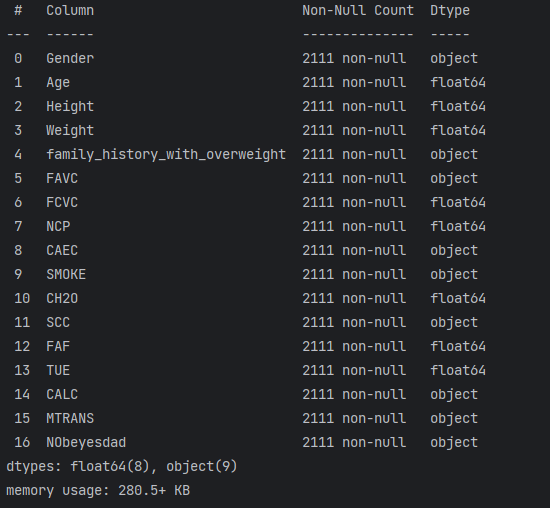 #   Column                          Non-Null Count  Dtype
---  ------                          --------------  -----
0   Gender                          2111 non-null   object
1   Age                             2111 non-null   float64
2   Height                          2111 non-null   float64
3   Weight                          2111 non-null   float64
4   family_history_with_overweight  2111 non-null   object
5   FAVC                            2111 non-null   object
6   FCVC                            2111 non-null   float64
7   NCP                             2111 non-null   float64
8   CAEC                            2111 non-null   object
9   SMOKE                           2111 non-null   object
10  CH2O                            2111 non-null   float64
11  SCC                             2111 non-null   object
12  FAF                             2111 non-null   float64
13  TUE                             2111 non-null   float64
14  CALC                            2111 non-null   object
15  MTRANS                          2111 non-null   object
16  NObeyesdad                      2111 non-null   object
dtypes: float64(8), object(9)
memory usage: 280.5+ KB